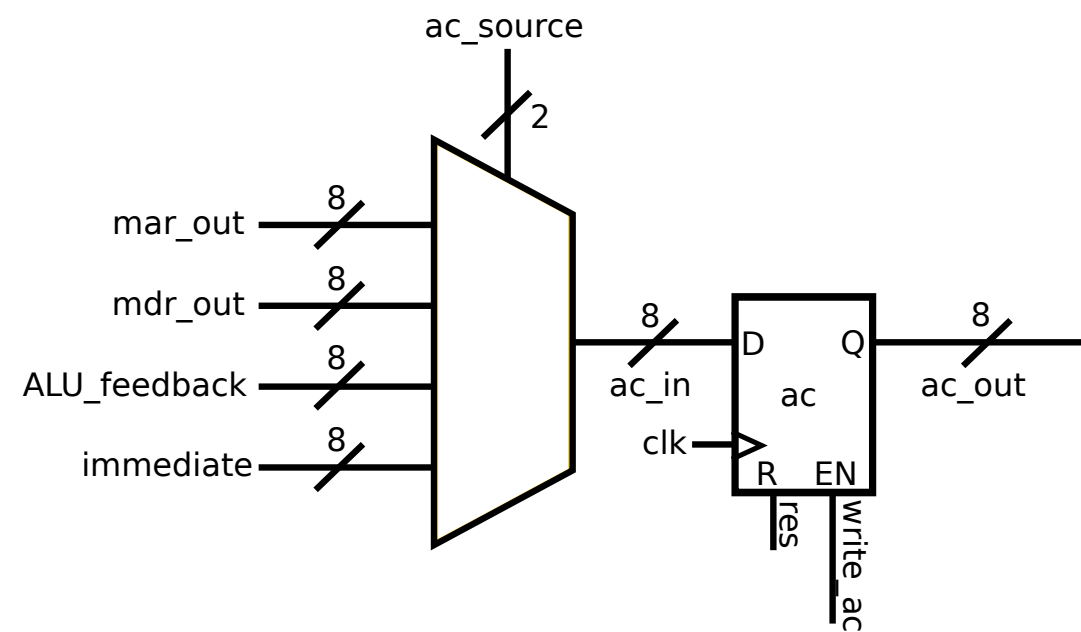 ac_source
2
8
mar_out
8
mdr_out
8
ALU_feedback
8
immediate
8
ac_in
D
Q
ac
clk
R
EN
res
write_ac
8
ac_out